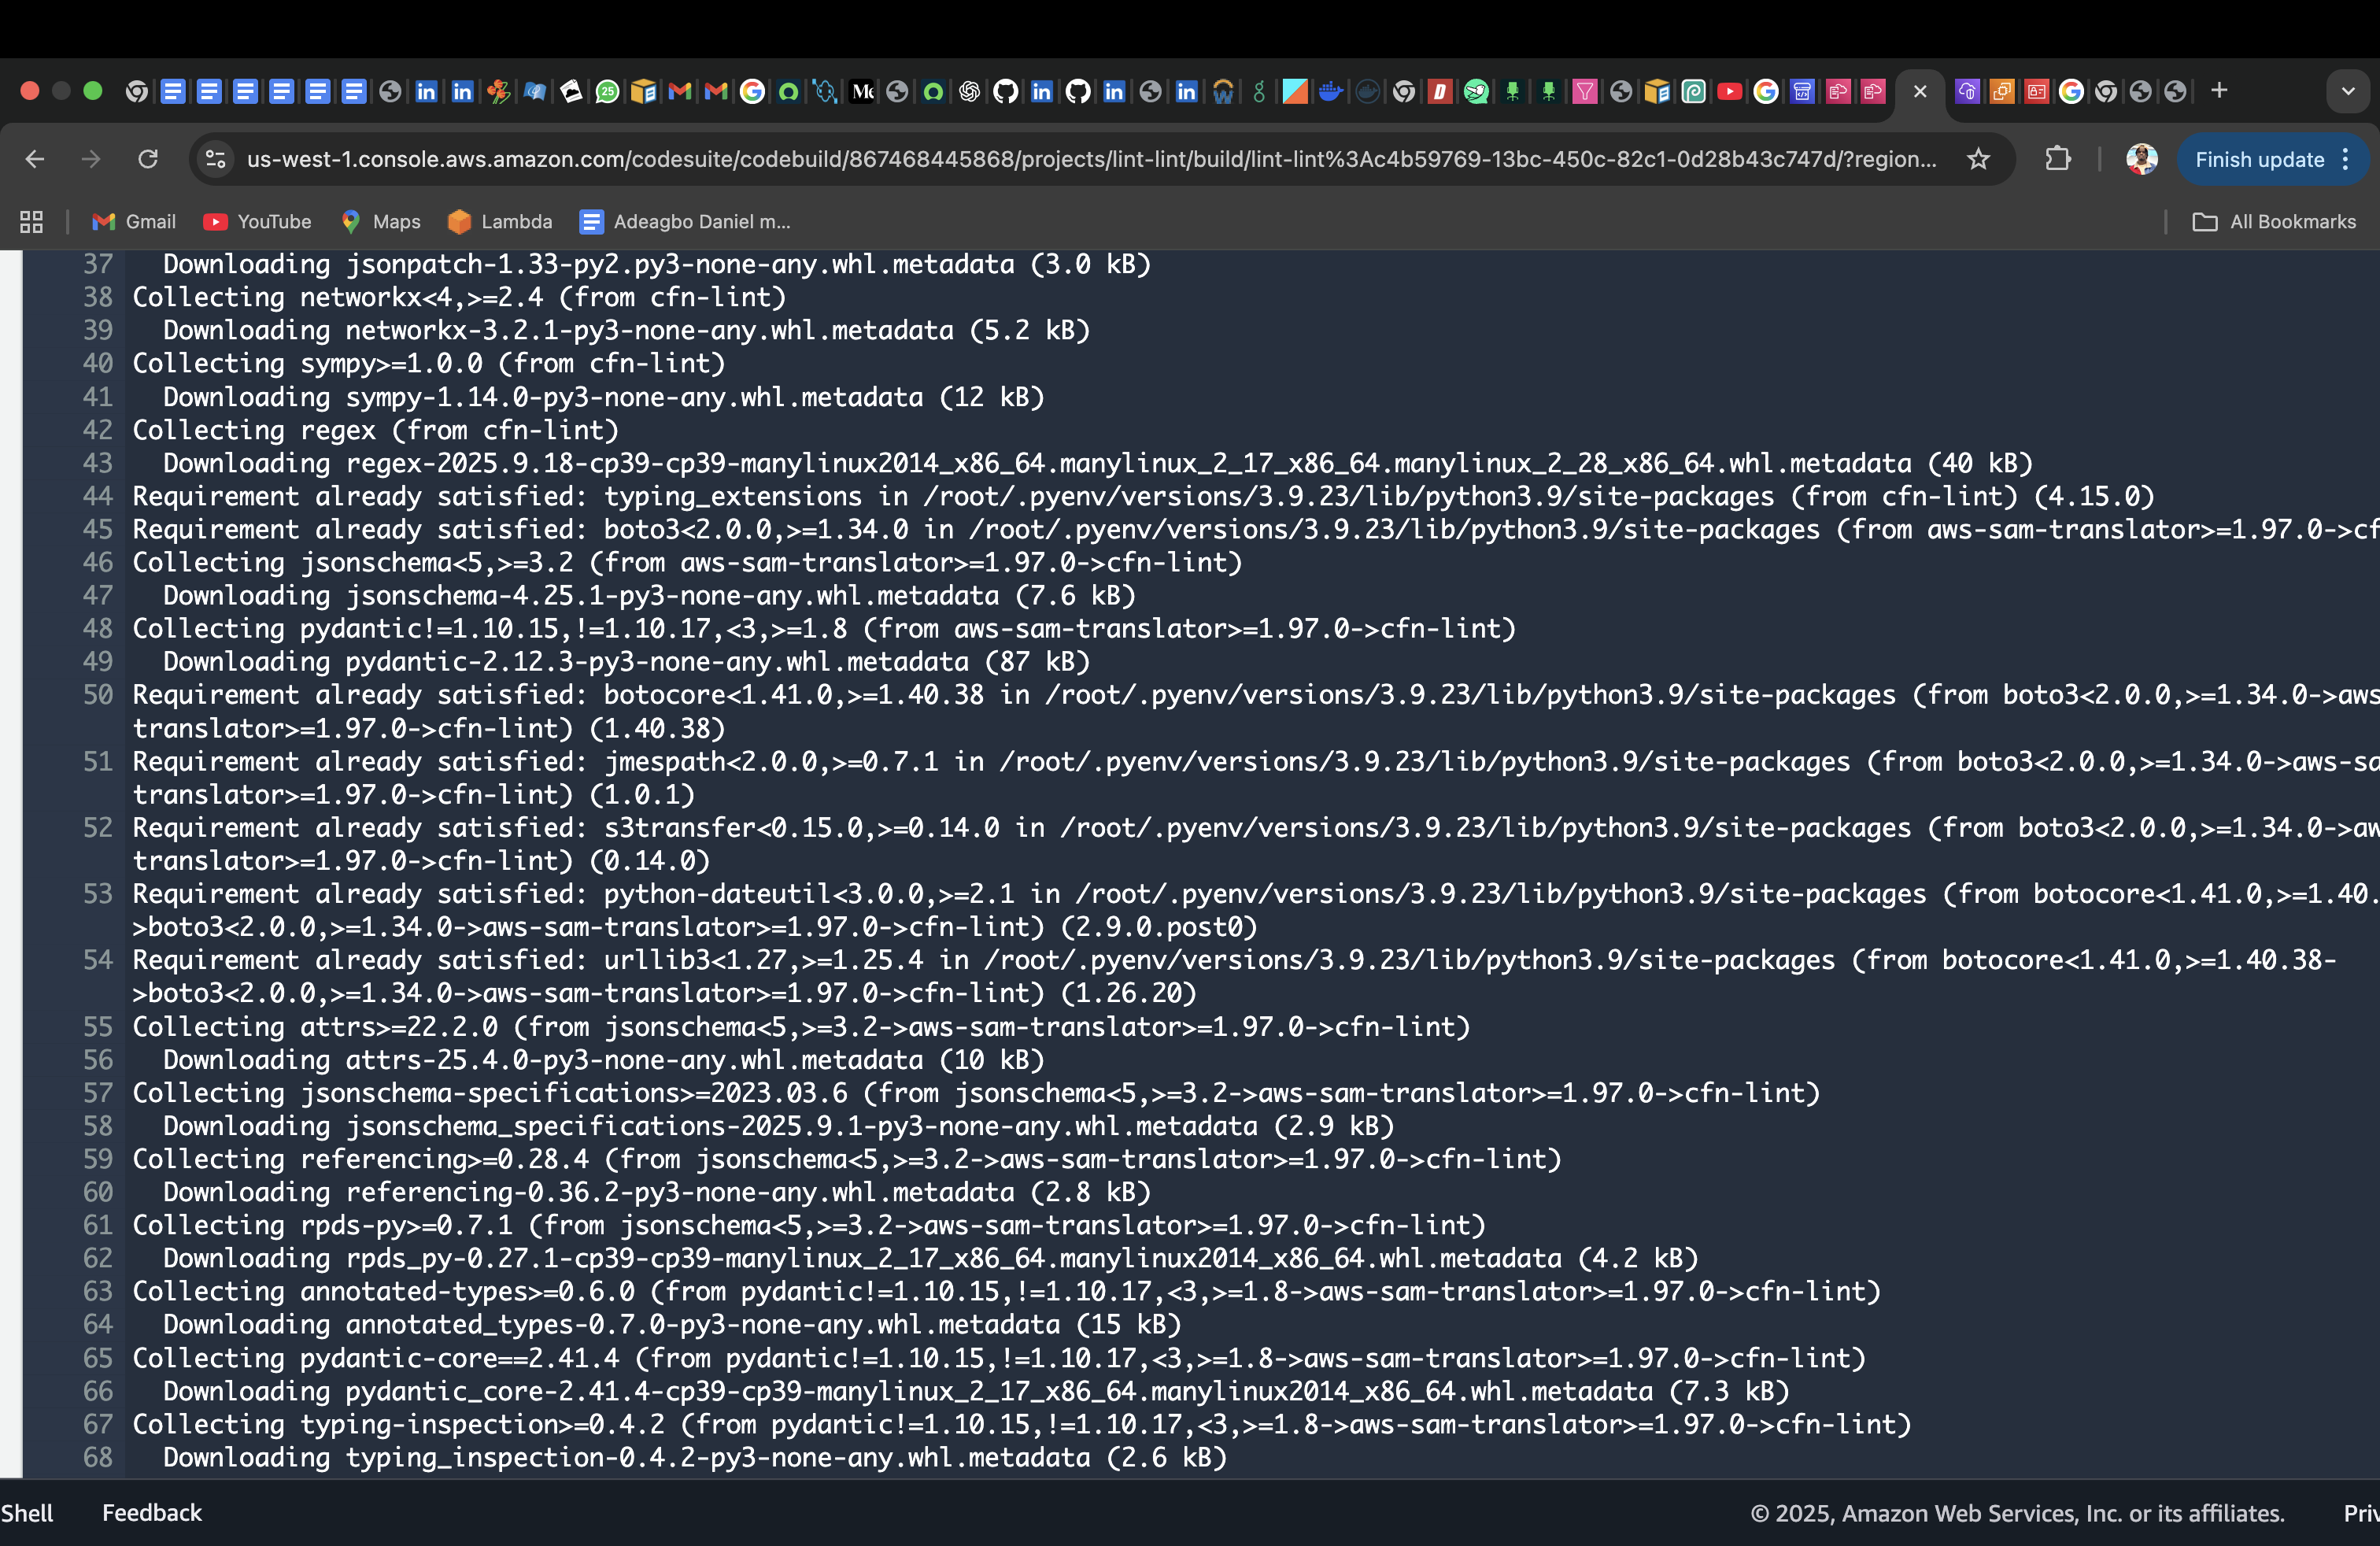 us-west-1.console.aws.amazon.com/codesuite/codebuild/867468445868/projects/lint-lint/build/lint-lint%3Ac4b59769-13bc-450c-82c1-0d28b43c747d/?region...
Finish update
Gmail
YouTube
Maps
Lambda
Adeagbo Daniel m...
All Bookmarks
37 Downloading jsonpatch-1.33-py2.py3-none-any.whl.metadata (3.0 kB)
38 Collecting networkx<4,>=2.4 (from cfn-lint)
39 Downloading networkx-3.2.1-py3-none-any.whl.metadata (5.2 kB)
40 Collecting sympy>=1.0.0 (from cfn-lint)
41 Downloading sympy-1.14.0-py3-none-any.whl.metadata (12 kB)
42 Collecting regex (from cfn-lint)
43 Downloading regex-2025.9.18-cp39-cp39-manylinux2014_x86_64.manylinux_2_17_x86_64.manylinux_2_28_x86_64.whl.metadata (40 kB)
44 Requirement already satisfied: typing_extensions in /root/.pyenv/versions/3.9.23/lib/python3.9/site-packages (from cfn-lint) (4.15.0)
45 Requirement already satisfied: boto3<2.0.0,>=1.34.0 in /root/.pyenv/versions/3.9.23/lib/python3.9/site-packages (from aws-sam-translator>=1.97.0->cf
46 Collecting jsonschema<5,>=3.2 (from aws-sam-translator>=1.97.0->cfn-lint)
47 Downloading jsonschema-4.25.1-py3-none-any.whl.metadata (7.6 kB)
48 Collecting pydantic!=1.10.15,!=1.10.17,<3,>=1.8 (from aws-sam-translator>=1.97.0->cfn-lint)
49 Downloading pydantic-2.12.3-py3-none-any.whl.metadata (87 kB)
50 Requirement already satisfied: botocore<1.41.0,>=1.40.38 in /root/.pyenv/versions/3.9.23/lib/python3.9/site-packages (from boto3<2.0.0,>=1.34.0->aws
translator>=1.97.0->cfn-lint) (1.40.38)
51 Requirement already satisfied: jmespath<2.0.0,>=0.7.1 in /root/.pyenv/versions/3.9.23/lib/python3.9/site-packages (from boto3<2.0.0,>=1.34.0->aws-sa
translator>=1.97.0->cfn-lint) (1.0.1)
52 Requirement already satisfied: s3transfer<0.15.0,>=0.14.0 in /root/.pyenv/versions/3.9.23/lib/python3.9/site-packages (from boto3<2.0.0,>=1.34.0->aw
translator>=1.97.0->cfn-lint) (0.14.0)
53 Requirement already satisfied: python-dateutil<3.0.0,>=2.1 in /root/.pyenv/versions/3.9.23/lib/python3.9/site-packages (from botocore<1.41.0,>=1.40.
>boto3<2.0.0,>=1.34.0->aws-sam-translator>=1.97.0->cfn-lint) (2.9.0.post0)
54 Requirement already satisfied: urllib3<1.27,>=1.25.4 in /root/.pyenv/versions/3.9.23/lib/python3.9/site-packages (from botocore<1.41.0,>=1.40.38-
>boto3<2.0.0,>=1.34.0->aws-sam-translator>=1.97.0->cfn-lint) (1.26.20)
55 Collecting attrs>=22.2.0 (from jsonschema<5,>=3.2->aws-sam-translator>=1.97.0->cfn-lint)
56 Downloading attrs-25.4.0-py3-none-any.whl.metadata (10 kB)
57 Collecting jsonschema-specifications>=2023.03.6 (from jsonschema<5,>=3.2->aws-sam-translator>=1.97.0->cfn-lint)
58 Downloading jsonschema_specifications-2025.9.1-py3-none-any.whl.metadata (2.9 kB)
59 Collecting referencing>=0.28.4 (from jsonschema<5,>=3.2->aws-sam-translator>=1.97.0->cfn-lint)
60 Downloading referencing-0.36.2-py3-none-any.whl.metadata (2.8 kB)
61 Collecting rpds-py>=0.7.1 (from jsonschema<5,>=3.2->aws-sam-translator>=1.97.0->cfn-lint)
62 Downloading rpds_py-0.27.1-cp39-cp39-manylinux_2_17_x86_64.manylinux2014_x86_64.whl.metadata (4.2 kB)
63 Collecting annotated-types>=0.6.0 (from pydantic!=1.10.15,!=1.10.17,<3,>=1.8->aws-sam-translator>=1.97.0->cfn-lint)
64 Downloading annotated_types-0.7.0-py3-none-any.whl.metadata (15 kB)
65 Collecting pydantic-core==2.41.4 (from pydantic!=1.10.15,!=1.10.17,<3,>=1.8->aws-sam-translator>=1.97.0->cfn-lint)
66 Downloading pydantic_core-2.41.4-cp39-cp39-manylinux_2_17_x86_64.manylinux2014_x86_64.whl.metadata (7.3 kB)
67 Collecting typing-inspection>=0.4.2 (from pydantic!=1.10.15,!=1.10.17,<3,>=1.8->aws-sam-translator>=1.97.0->cfn-lint)
68 Downloading typing_inspection-0.4.2-py3-none-any.whl.metadata (2.6 kB)
Shell
Feedback
© 2025, Amazon Web Services, Inc. or its affiliates.
Priv